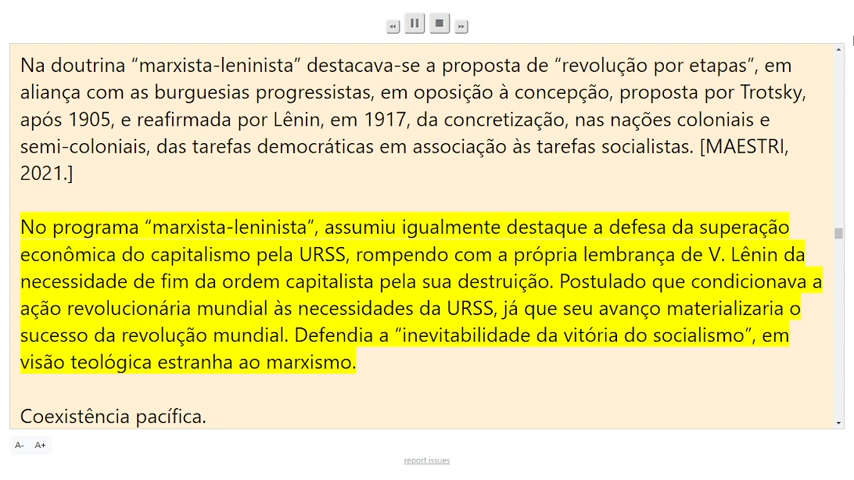 Na doutrina “marxista-leninista” destacava-se a proposta de “revolução por etapas”, em
aliança com as burguesias progressistas, em oposição à concepção, proposta por Trotsky,
após 1905, e reafirmada por Lênin, em 1917, da concretização, nas nações coloniais e
semi-coloniais, das tarefas democráticas em associação às tarefas socialistas. [MAESTRI,
2021.]
No programa “marxista-leninista”, assumiu igualmente destaque a defesa da superação
econômica do capitalismo pela URSS, rompendo com a própria lembrança de V. Lênin da
necessidade de fim da ordem capitalista pela sua destruição. Postulado que condicionava a
ação revolucionária mundial às necessidades da URSS, já que seu avanço materializaria o
sucesso da revolução mundial. Defendia a “inevitabilidade da vitória do socialismo”, em
visão teológica estranha ao marxismo.
Coexistência pacífica.
A- A+
report issues